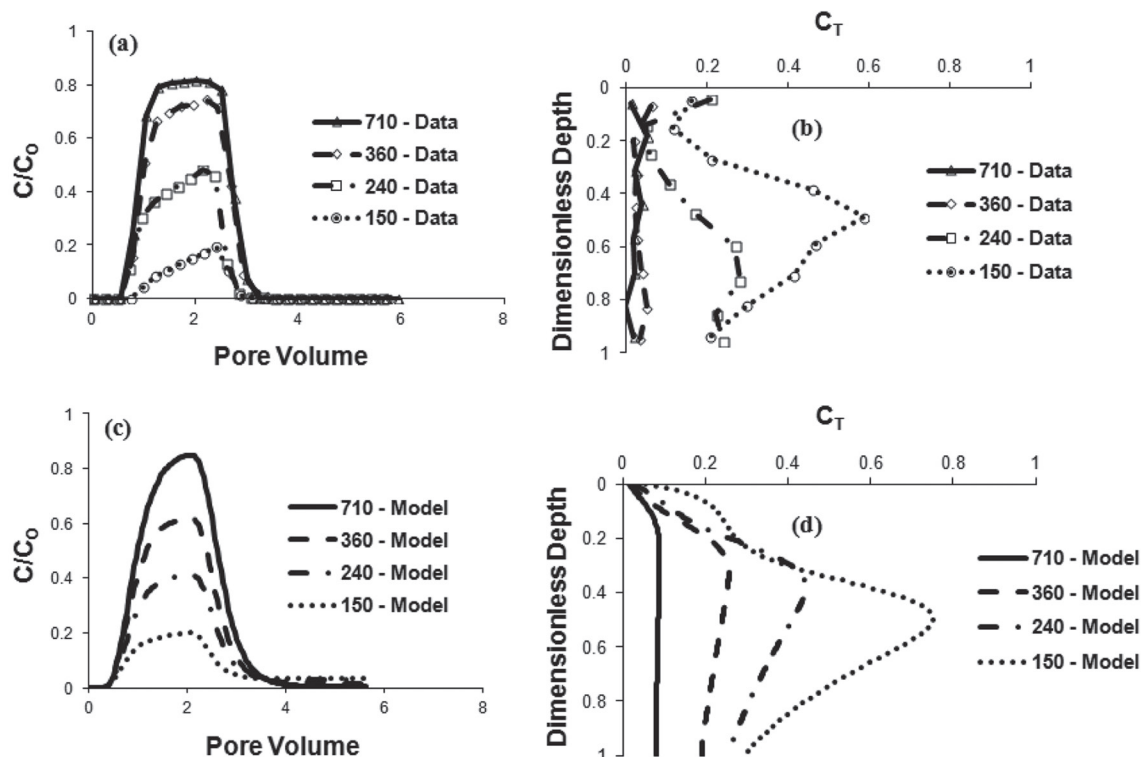 (a)
1
0.8
0.6
0.4
0.2
0
C/C_O
0 2 4 6 8
Pore Volume
710 - Data
360 - Data
240 - Data
150 - Data
C_T
0 0.2 0.4 0.6 0.8 1
0
0.2
0.4
0.6
0.8
1
Dimensionless Depth
(b)
710 - Data
360 - Data
240 - Data
150 - Data
(c)
1
0.8
0.6
0.4
0.2
0
C/C_O
0 2 4 6 8
Pore Volume
710 - Model
360 - Model
240 - Model
150 - Model
C_T
0 0.2 0.4 0.6 0.8 1
0
0.2
0.4
0.6
0.8
1
Dimensionless Depth
(d)
710 - Model
360 - Model
240 - Model
150 - Model